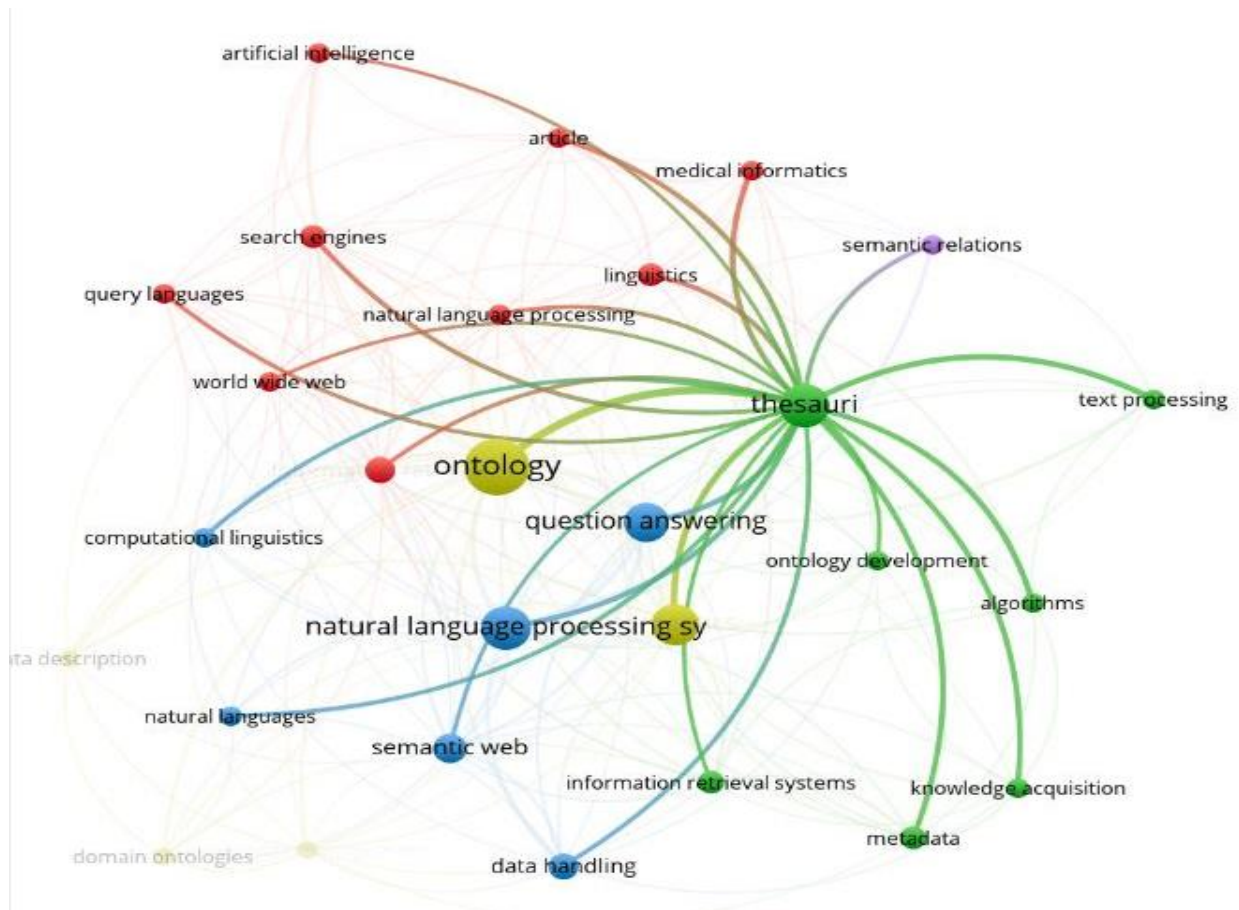 artificial intelligence
article
medical informatics
search engines
semantic relations
linguistics
query languages
natural language processing
world wide web
thesauri
text processing
ontology
question answering
computational linguistics
ontology development
algorithms
natural language processing sy
ta description
natural languages
semantic web
information retrieval systems
knowledge acquisition
metadata
domain ontologies
data handling